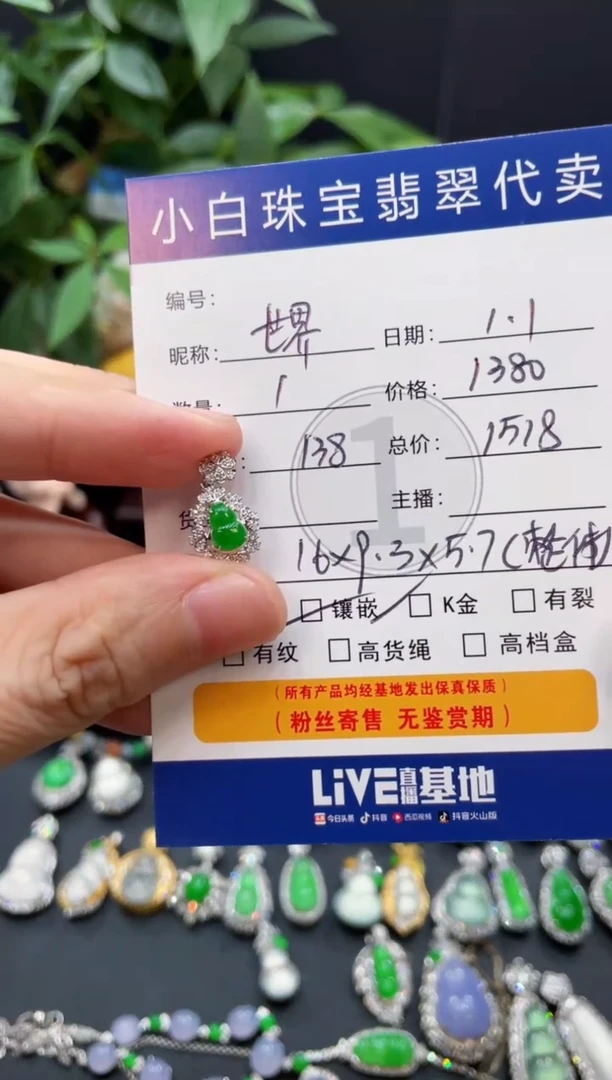 小白珠宝翡翠代卖
编号：
昵称：世界 日期：1.1
数量：1 价格：1380
：138 总价：1518
货 主播：
1
16×9.3×5.7(整体)
□镶嵌 □K金 □有裂
□有纹 □高货绳 □高档盒
（所有产品均经基地发出保真保质）
（粉丝寄售 无鉴赏期）
LiVE直播基地
今日头条 抖音 西瓜视频 抖音火山版